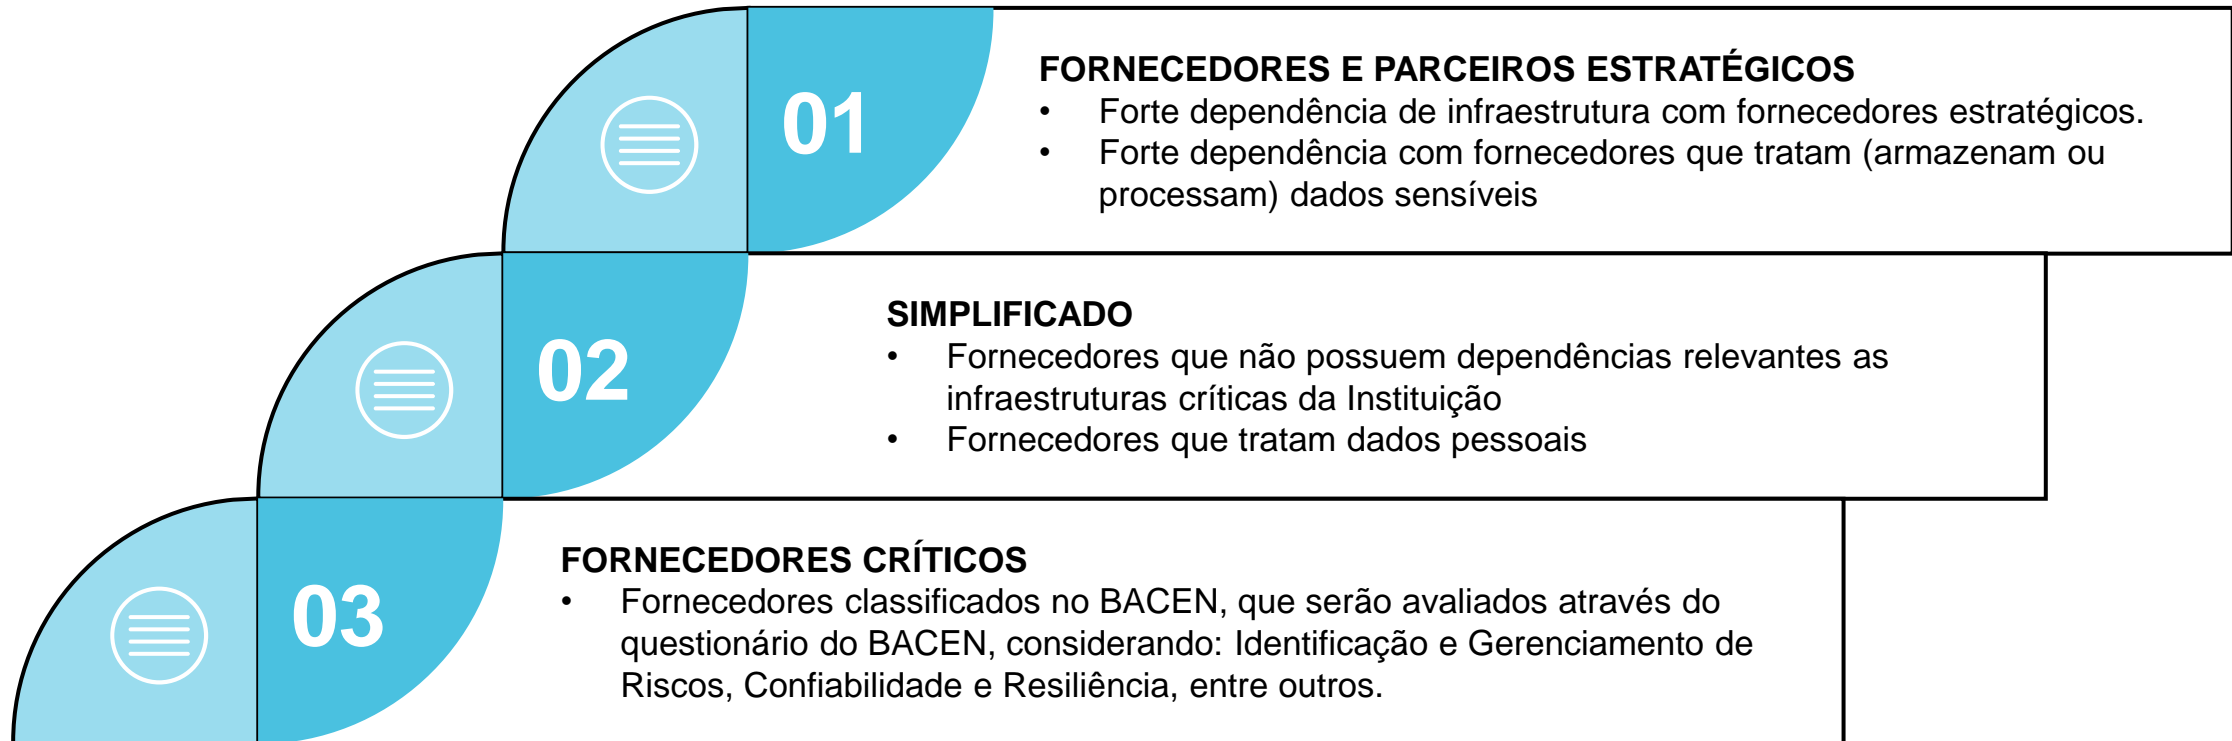 01
FORNECEDORES E PARCEIROS ESTRATÉGICOS
• Forte dependência de infraestrutura com fornecedores estratégicos.
• Forte dependência com fornecedores que tratam (armazenam ou
processam) dados sensíveis
02
SIMPLIFICADO
• Fornecedores que não possuem dependências relevantes as
infraestruturas críticas da Instituição
• Fornecedores que tratam dados pessoais
03
FORNECEDORES CRÍTICOS
• Fornecedores classificados no BACEN, que serão avaliados através do
questionário do BACEN, considerando: Identificação e Gerenciamento de
Riscos, Confiabilidade e Resiliência, entre outros.